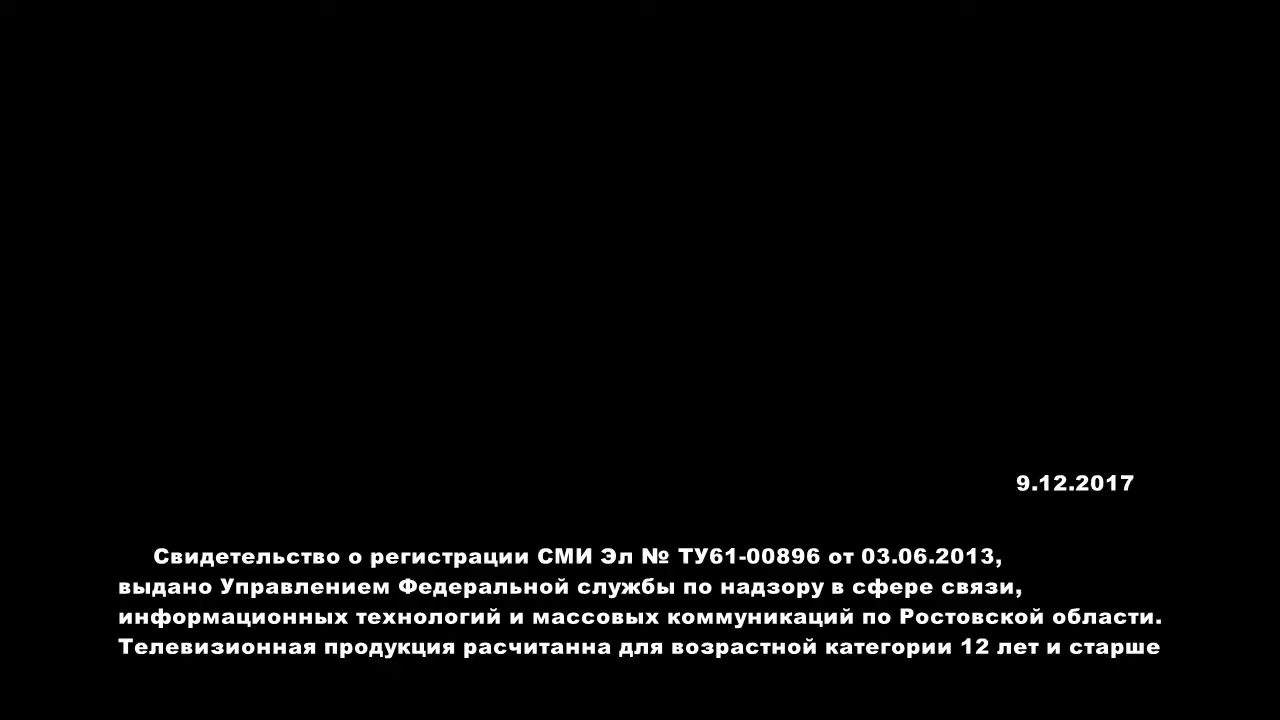 9.12.2017
Свидетельство о регистрации СМИ Эл № ТУ61-00896 от 03.06.2013,
выдано Управлением Федеральной службы по надзору в сфере связи,
информационных технологий и массовых коммуникаций по Ростовской области.
Телевизионная продукция расчитанна для возрастной категории 12 лет и старше